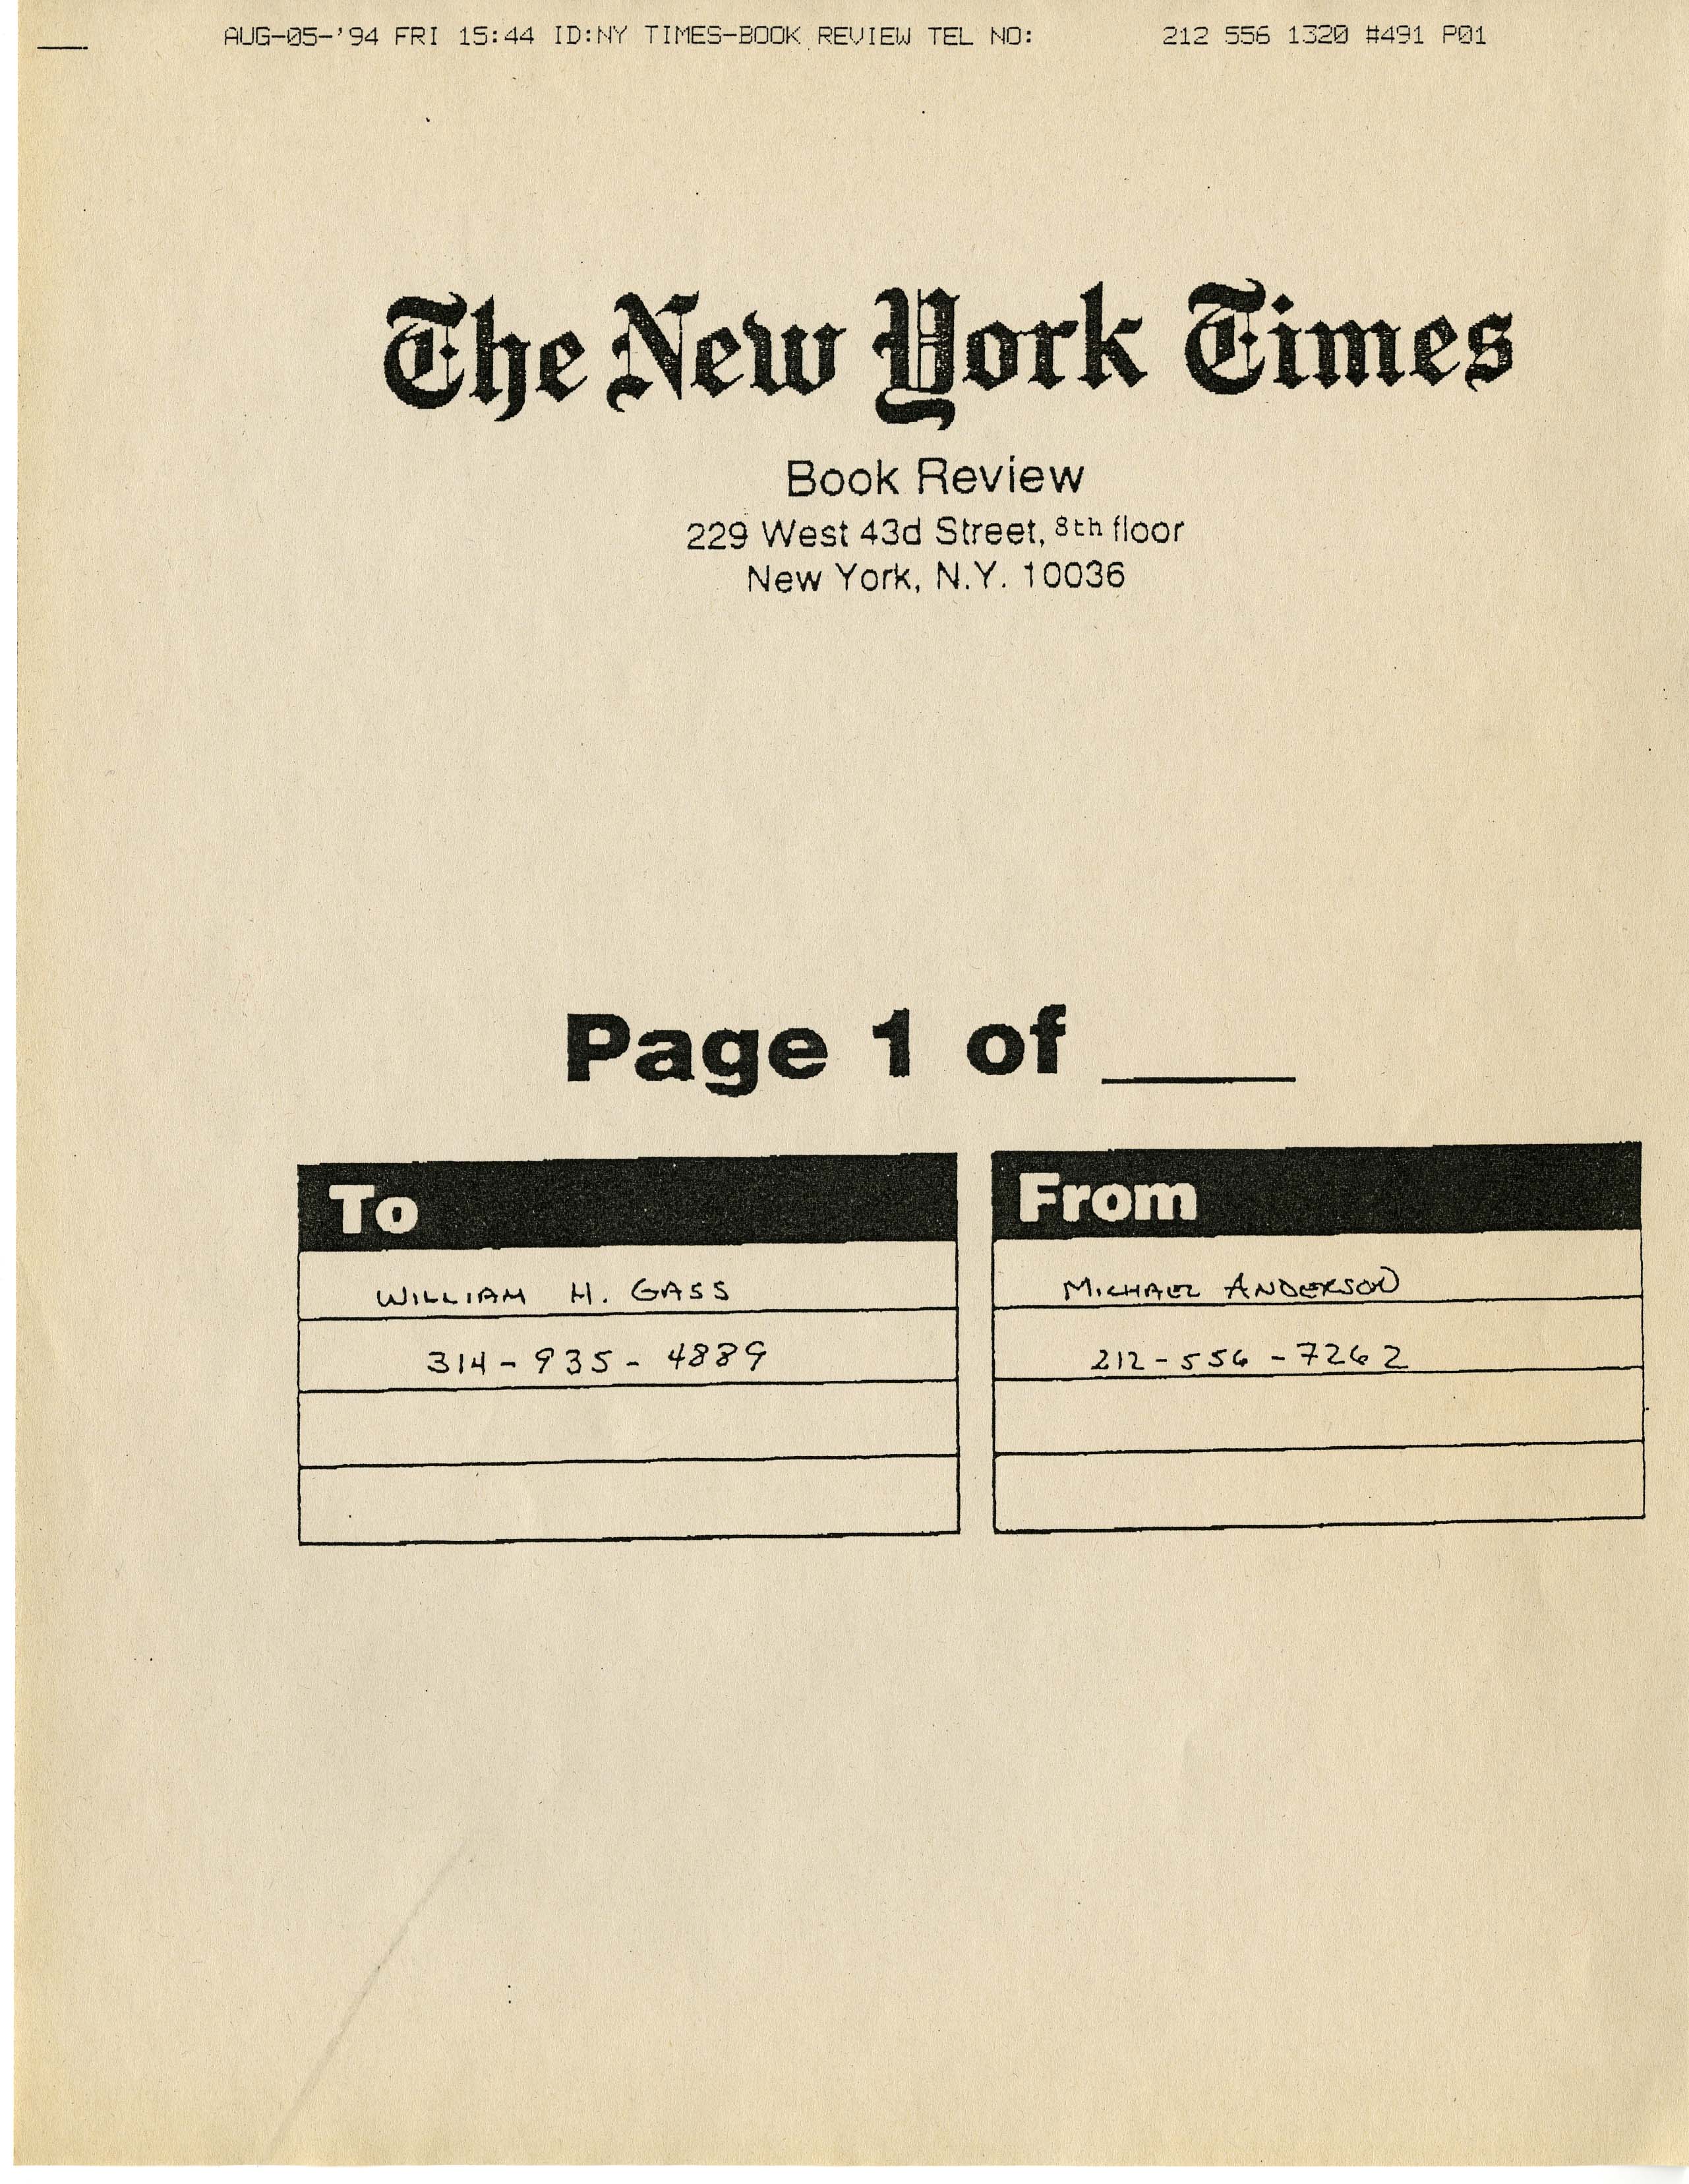 AUG-05-'94 FRI 15:44 ID:NY TIMES-BOOK REVIEW TEL NO: 212 556 1320 #491 P01
The New York Times
Book Review
229 West 43d Street, 8th floor
New York, N.Y. 10036
Page 1 of ____
To
WILLIAM H. GASS
314-935-4889
From
MICHAEL ANDERSON
212-556-7262